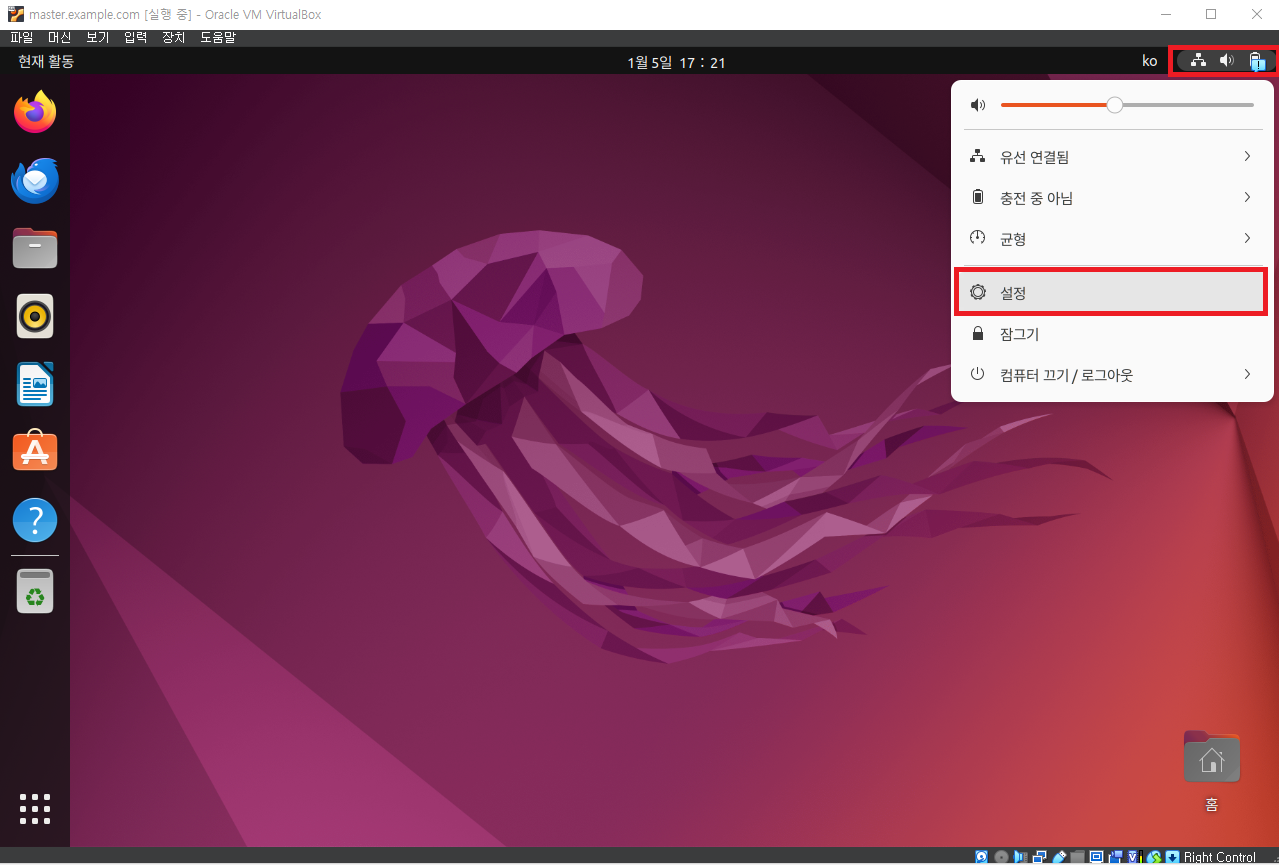 master.example.com [실행 중] - Oracle VM VirtualBox
파일 머신 보기 입력 장치 도움말
현재 활동 1월 5일 17 : 21 ko
유선 연결됨
충전 중 아님
균형
설정
잠그기
컴퓨터 끄기 / 로그아웃
홈
Right Control